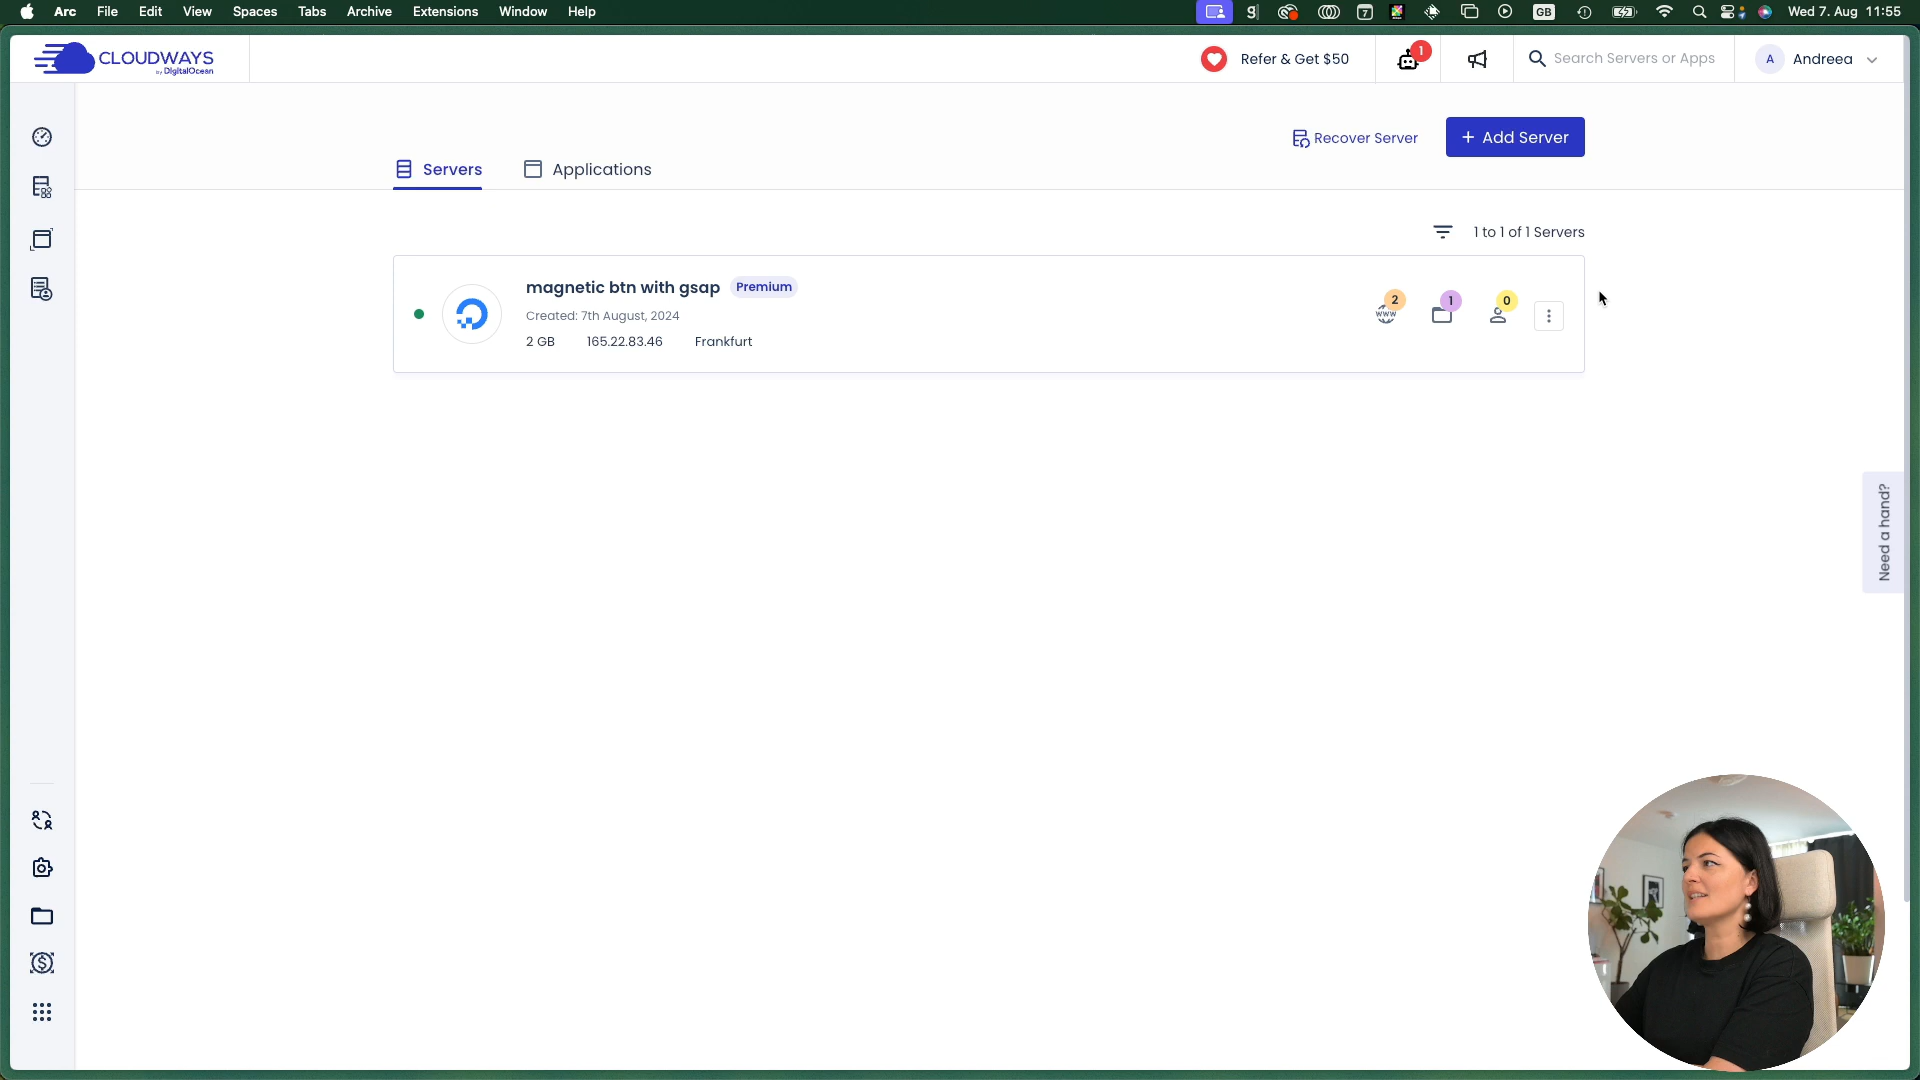 Arc File Edit View Spaces Tabs Archive Extensions Window Help
7 GB Wed 7. Aug 11:55
CLOUDWAYS
by DigitalOcean
Refer & Get $50
1
Search Servers or Apps
A Andreea
Recover Server
+ Add Server
Servers
Applications
1 to 1 of 1 Servers
magnetic btn with gsap Premium
Created: 7th August, 2024
2 GB 165.22.83.46 Frankfurt
www 2
1
0
Need a hand?